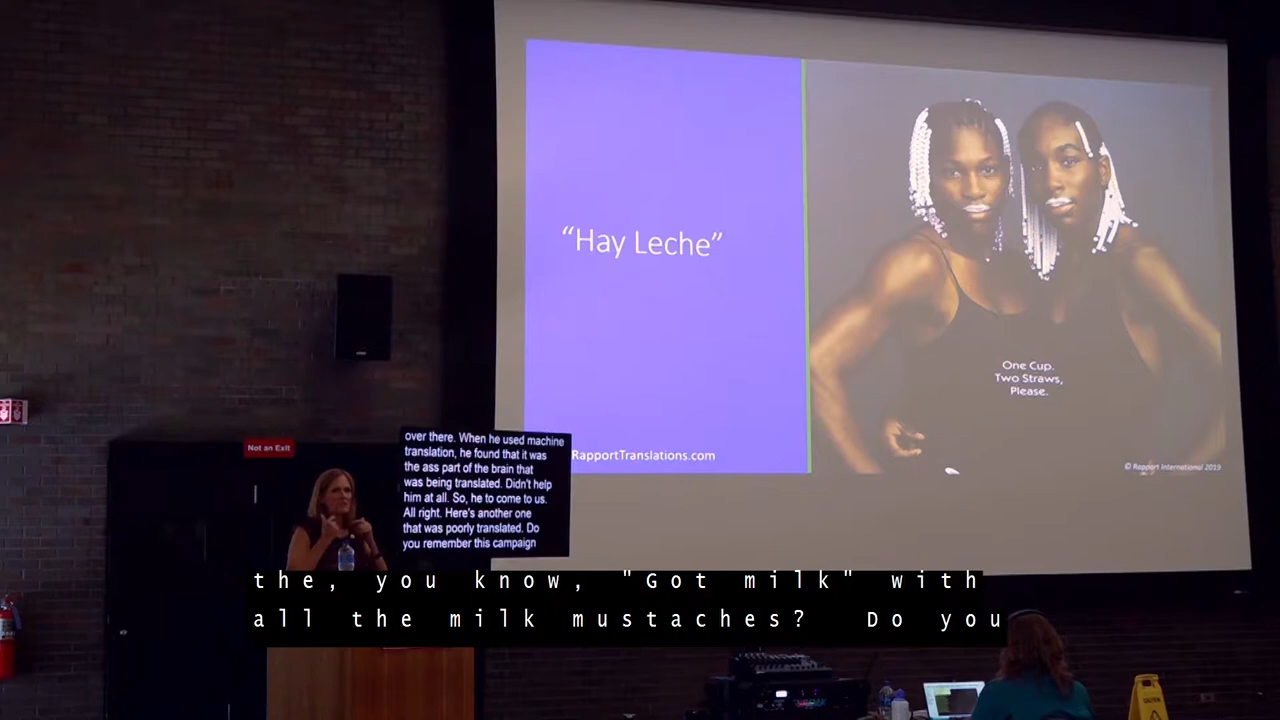 “Hay Leche”
One Cup.
Two Straws,
Please.
RapportTranslations.com
© Rapport International 2019
Not an Exit
over there. When he used machine
translation, he found that it was
the ass part of the brain that
was being translated. Didn't help
him at all. So, he to come to us.
All right. Here's another one
that was poorly translated. Do
you remember this campaign
the, you know, "Got milk" with
all the milk mustaches? Do you
CAUTION